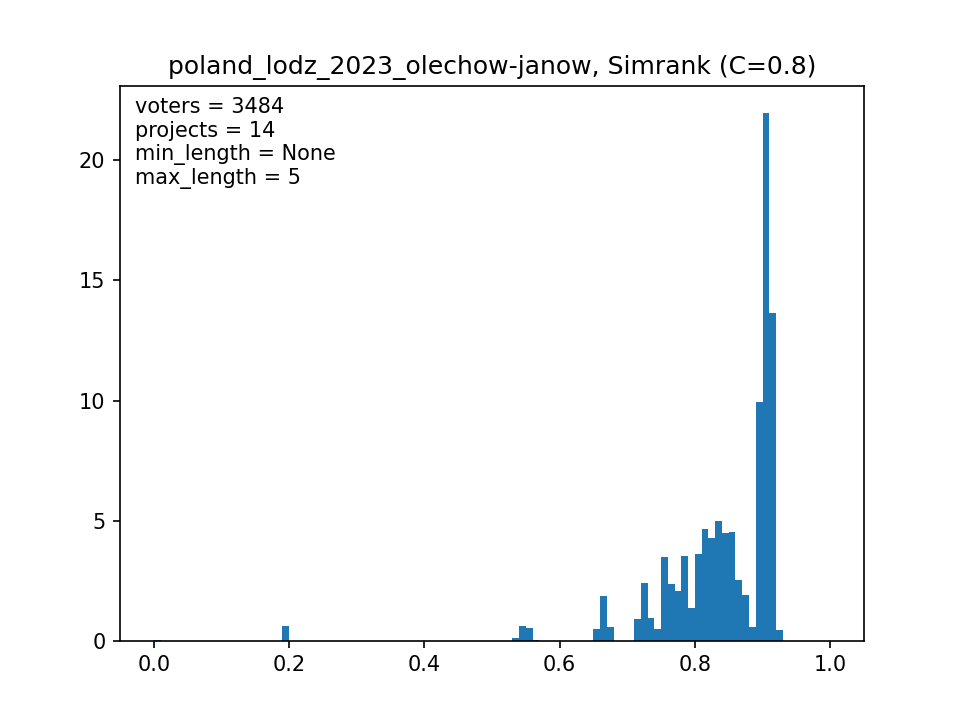 poland_lodz_2023_olechow-janow, Simrank (C=0.8)
voters = 3484
projects = 14
min_length = None
max_length = 5
20
15
10
5
0
0.0 0.2 0.4 0.6 0.8 1.0